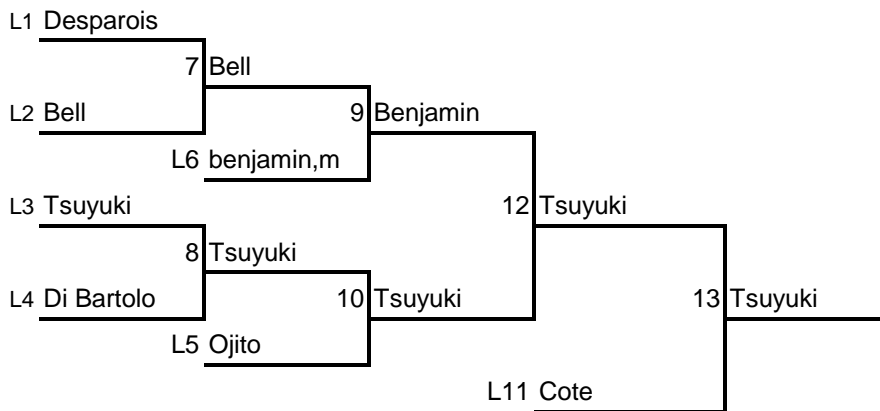 L1 Desparois
7 Bell
L2 Bell
9 Benjamin
L6 benjamin,m
L3 Tsuyuki
12 Tsuyuki
8 Tsuyuki
L4 Di Bartolo
10 Tsuyuki
13 Tsuyuki
L5 Ojito
L11 Cote